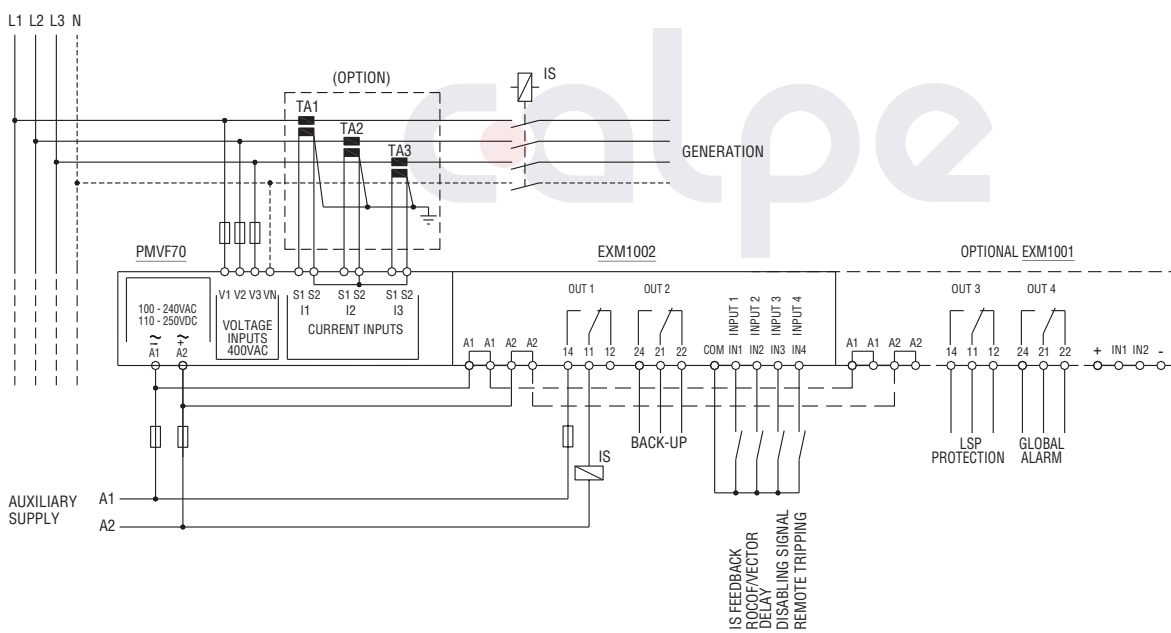 L1 L2 L3 N
(OPTION)
IS
TA1
TA2
TA3
GENERATION
calpe
PMVF70
EXM1002
OPTIONAL EXM1001
100 - 240VAC
110 - 250VDC
~ ~
– +
A1 A2
V1 V2 V3 VN
VOLTAGE
INPUTS
400VAC
S1 S2 S1 S2 S1 S2
I1 I2 I3
CURRENT INPUTS
A1 A1 A2 A2
OUT 1
14 11 12
OUT 2
24 21 22
INPUT 1
INPUT 2
INPUT 3
INPUT 4
COM IN1 IN2 IN3 IN4
A1 A1 A2 A2
OUT 3
14 11 12
OUT 4
24 21 22
+ IN1 IN2 -
BACK-UP
LSP
PROTECTION
GLOBAL
ALARM
IS
AUXILIARY
SUPPLY
A1
A2
IS FEEDBACK
ROCOF/VECTOR
DELAY
DISABLING SIGNAL
REMOTE TRIPPING